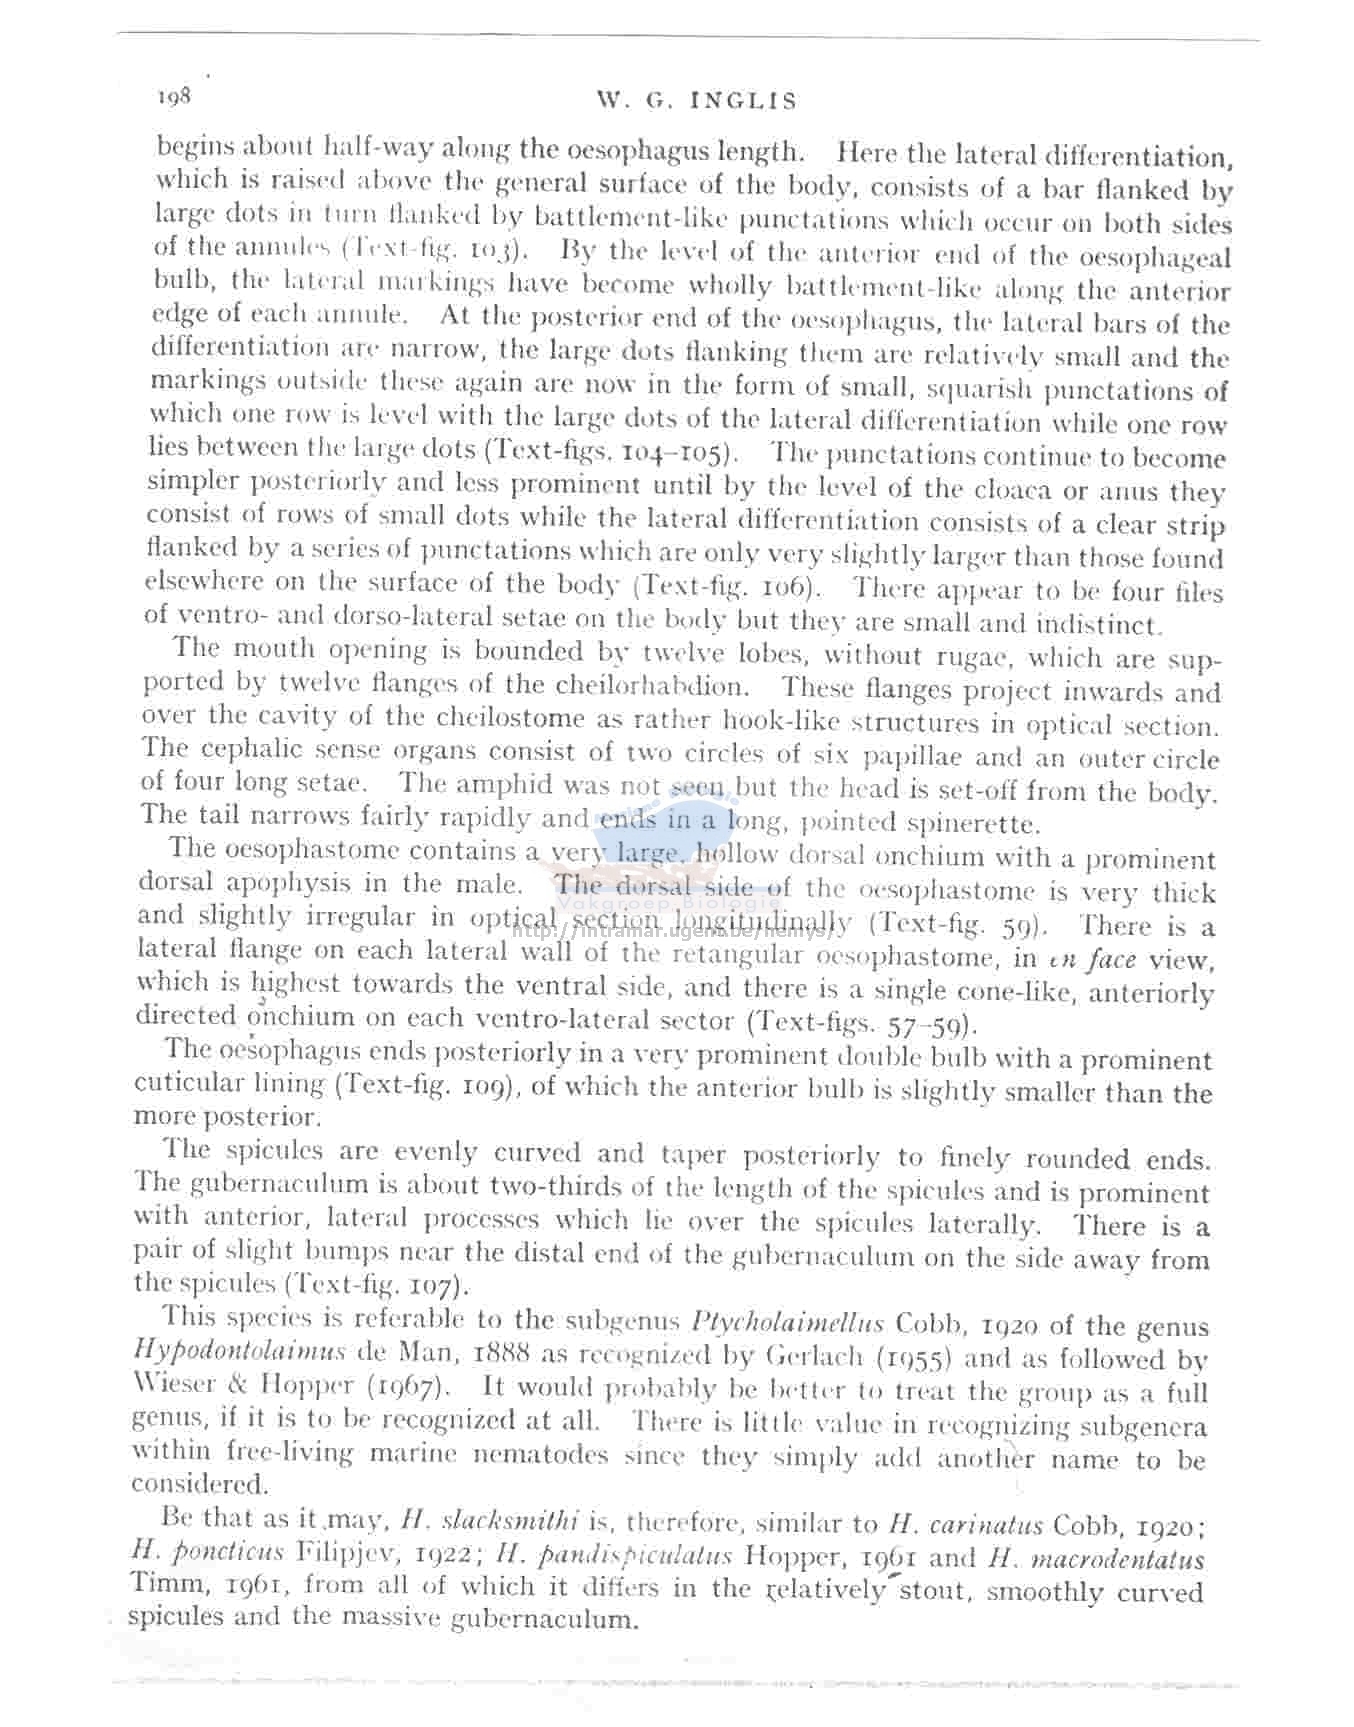 198
W. G. INGLIS
begins about half-way along the oesophagus length. Here the lateral differentiation,
which is raised above the general surface of the body, consists of a bar flanked by
large dots in turn flanked by battlement-like punctations which occur on both sides
of the annules (Text-fig. 103). By the level of the anterior end of the oesophageal
bulb, the lateral markings have become wholly battlement-like along the anterior
edge of each annule. At the posterior end of the oesophagus, the lateral bars of the
differentiation are narrow, the large dots flanking them are relatively small and the
markings outside these again are now in the form of small, squarish punctations of
which one row is level with the large dots of the lateral differentiation while one row
lies between the large dots (Text-figs. 104–105). The punctations continue to become
simpler posteriorly and less prominent until by the level of the cloaca or anus they
consist of rows of small dots while the lateral differentiation consists of a clear strip
flanked by a series of punctations which are only very slightly larger than those found
elsewhere on the surface of the body (Text-fig. 106). There appear to be four files
of ventro- and dorso-lateral setae on the body but they are small and indistinct.
The mouth opening is bounded by twelve lobes, without rugae, which are sup-
ported by twelve flanges of the cheilorhabdion. These flanges project inwards and
over the cavity of the cheilostome as rather hook-like structures in optical section.
The cephalic sense organs consist of two circles of six papillae and an outer circle
of four long setae. The amphid was not seen but the head is set-off from the body.
The tail narrows fairly rapidly and ends in a long, pointed spinerette.
The oesophastome contains a very large, hollow dorsal onchium with a prominent
dorsal apophysis in the male. The dorsal side of the oesophastome is very thick
Vakgroep Biologie
and slightly irregular in optical section longitudinally (Text-fig. 59). There is a
http://intramar.ugent.be/nemys/
lateral flange on each lateral wall of the retangular oesophastome, in en face view,
which is highest towards the ventral side, and there is a single cone-like, anteriorly
directed onchium on each ventro-lateral sector (Text-figs. 57–59).
The oesophagus ends posteriorly in a very prominent double bulb with a prominent
cuticular lining (Text-fig. 109), of which the anterior bulb is slightly smaller than the
more posterior.
The spicules are evenly curved and taper posteriorly to finely rounded ends.
The gubernaculum is about two-thirds of the length of the spicules and is prominent
with anterior, lateral processes which lie over the spicules laterally. There is a
pair of slight bumps near the distal end of the gubernaculum on the side away from
the spicules (Text-fig. 107).
This species is referable to the subgenus Ptycholaimellus Cobb, 1920 of the genus
Hypodontolaimus de Man, 1888 as recognized by Gerlach (1955) and as followed by
Wieser & Hopper (1967). It would probably be better to treat the group as a full
genus, if it is to be recognized at all. There is little value in recognizing subgenera
within free-living marine nematodes since they simply add another name to be
considered.
Be that as it may, H. slacksmithi is, therefore, similar to H. carinatus Cobb, 1920;
H. poncticus Filipjev, 1922; H. pandispiculatus Hopper, 1961 and H. macrodentatus
Timm, 1961, from all of which it differs in the relatively stout, smoothly curved
spicules and the massive gubernaculum.